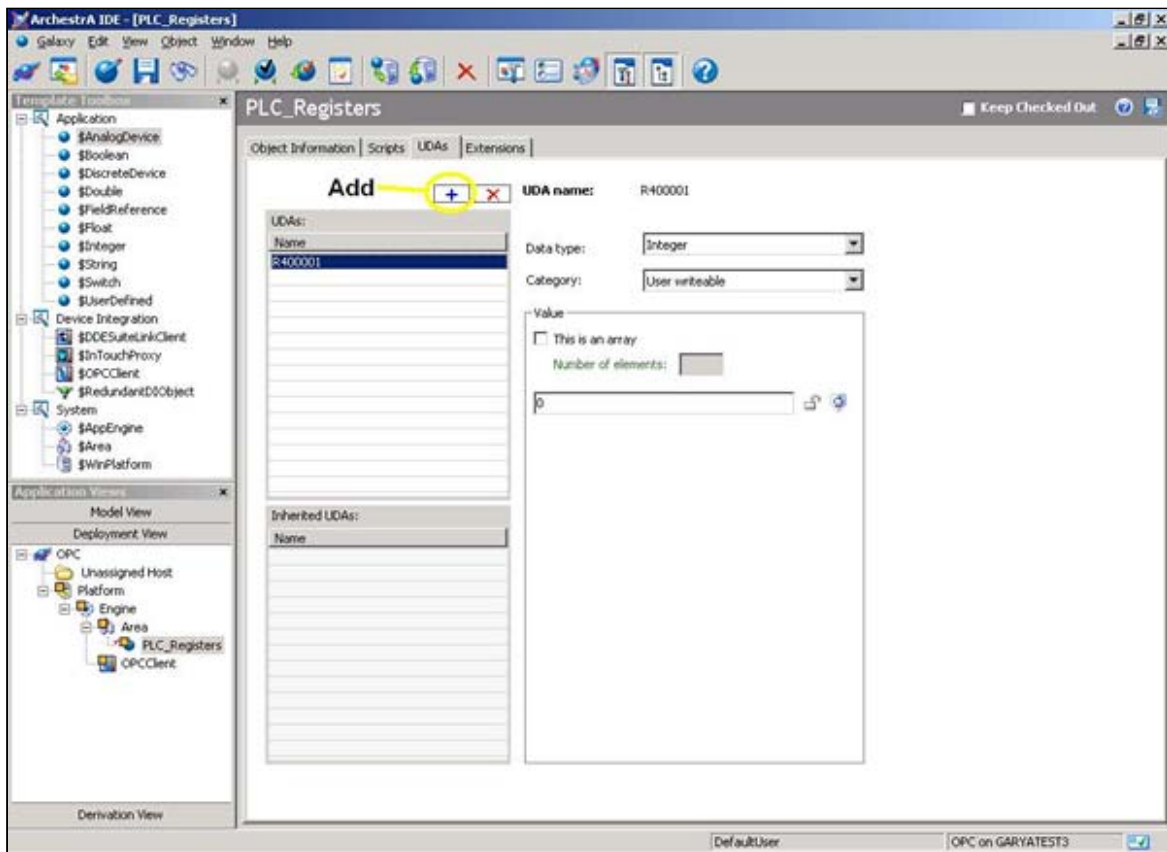 ArchestrA IDE - [PLC_Registers]
Galaxy Edit View Object Window Help
Template Toolbox
Application
$AnalogDevice
$Boolean
$DiscreteDevice
$Double
$FieldReference
$Float
$Integer
$String
$Switch
$UserDefined
Device Integration
$DDESuiteLinkClient
$InTouchProxy
$OPCClient
$RedundantDIObject
System
$AppEngine
$Area
$WinPlatform
Application Views
Model View
Deployment View
OPC
Unassigned Host
Platform
Engine
Area
PLC_Registers
OPCClient
Derivation View
PLC_Registers
Keep Checked Out
Object Information Scripts UDAs Extensions
Add
UDAs:
Name
R400001
Inherited UDAs:
Name
UDA name: R400001
Data type: Integer
Category: User writeable
Value
This is an array
Number of elements:
0
DefaultUser OPC on GARYATEST3